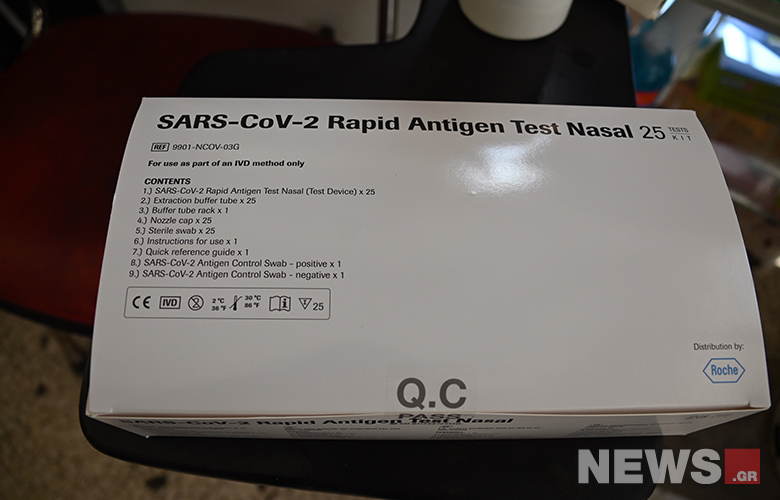 SARS-CoV-2 Rapid Antigen Test Nasal 25 TESTS KIT
REF 9901-NCOV-03G
For use as part of an IVD method only
CONTENTS
1.) SARS-CoV-2 Rapid Antigen Test Nasal (Test Device) x 25
2.) Extraction buffer tube x 25
3.) Buffer tube rack x 1
4.) Nozzle cap x 25
5.) Sterile swab x 25
6.) Instructions for use x 1
7.) Quick reference guide x 1
8.) SARS-CoV-2 Antigen Control Swab - positive x 1
9.) SARS-CoV-2 Antigen Control Swab - negative x 1
CE IVD 2 2 °C 36 °F 30 °C 86 °F i 25
Distribution by:
Roche
Q.C
PASS
SARS-CoV-2 Rapid Antigen Test Nasal
NEWS.GR